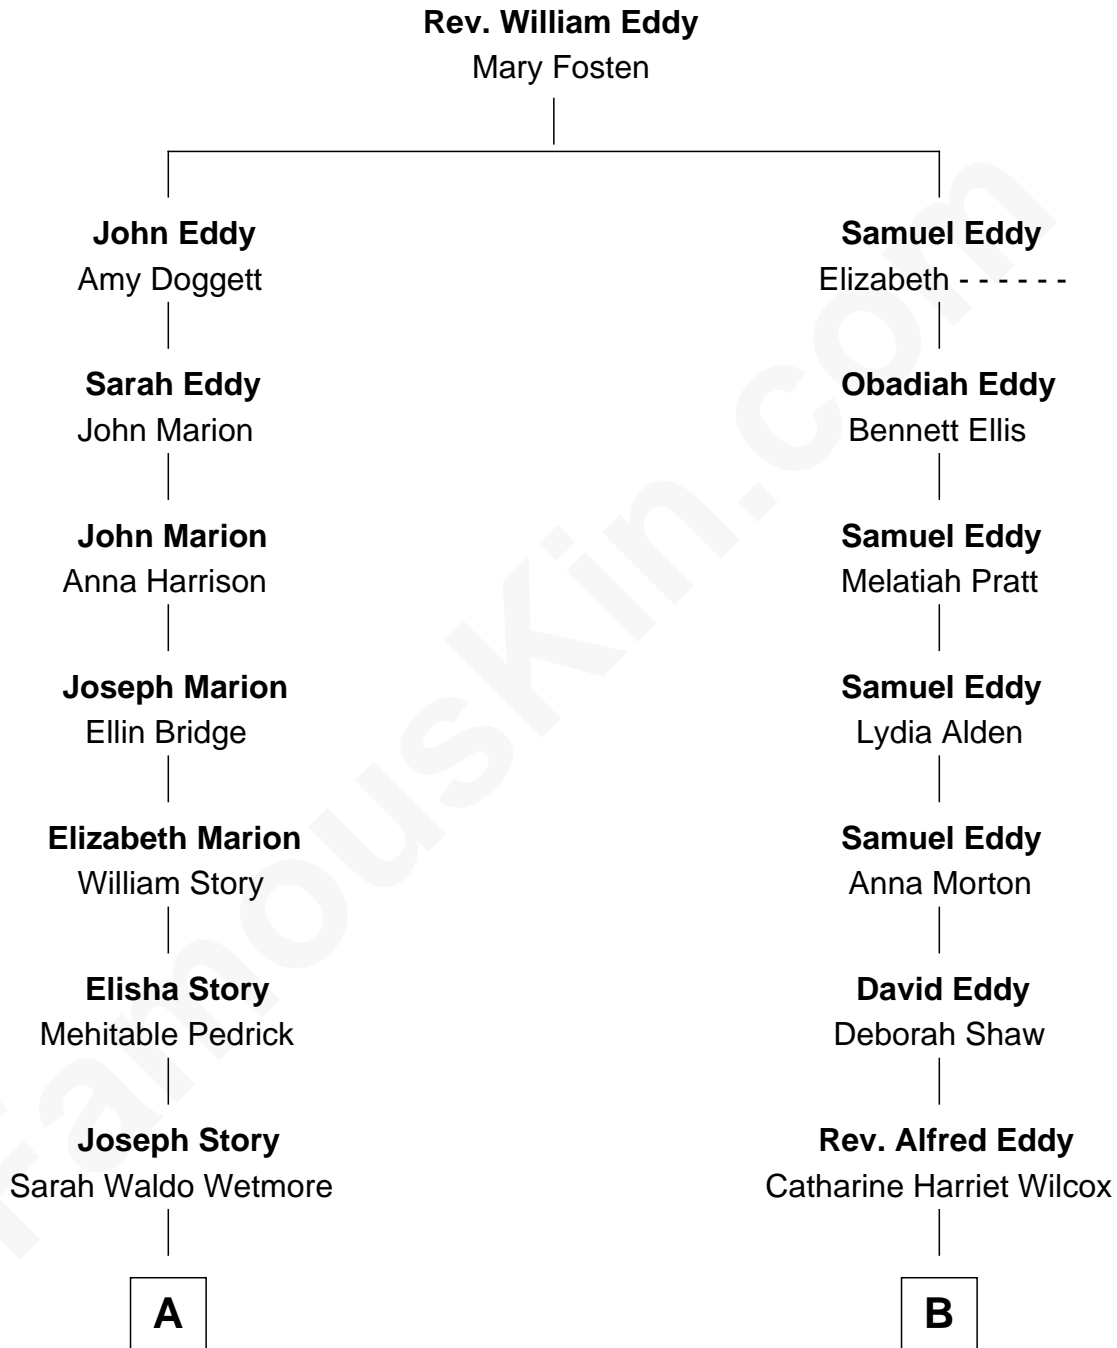 Rev. William Eddy
Mary Fosten
John Eddy
Amy Doggett
Samuel Eddy
Elizabeth - - - - - -
Sarah Eddy
John Marion
Obadiah Eddy
Bennett Ellis
John Marion
Anna Harrison
Samuel Eddy
Melatiah Pratt
Joseph Marion
Ellin Bridge
Samuel Eddy
Lydia Alden
Elizabeth Marion
William Story
Samuel Eddy
Anna Morton
Elisha Story
Mehitable Pedrick
David Eddy
Deborah Shaw
Joseph Story
Sarah Waldo Wetmore
Rev. Alfred Eddy
Catharine Harriet Wilcox
A
B
FamousKin.com